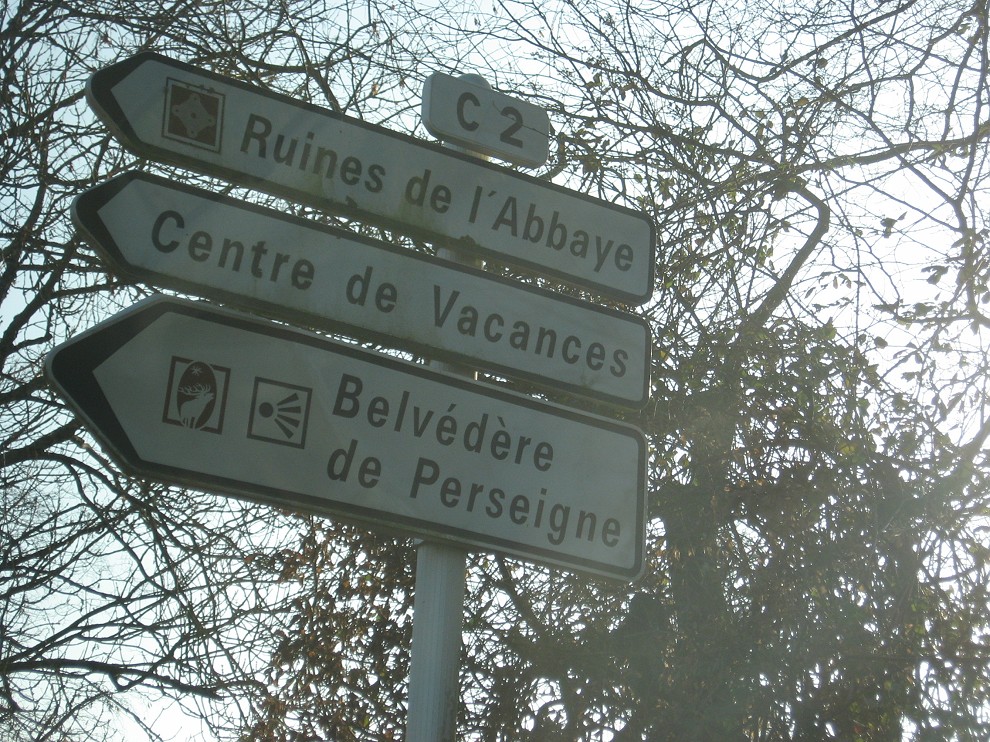 C 2
Ruines de l'Abbaye
Centre de Vacances
Belvédère
de Perseigne